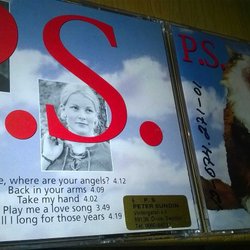 P.S.
P.S.
e, where are your angels? 4.12
Back in your arms 4.09
Take my hand 4.02
Play me a love song 3.49
ll I long for those years 4.19
PETER SUNDIN